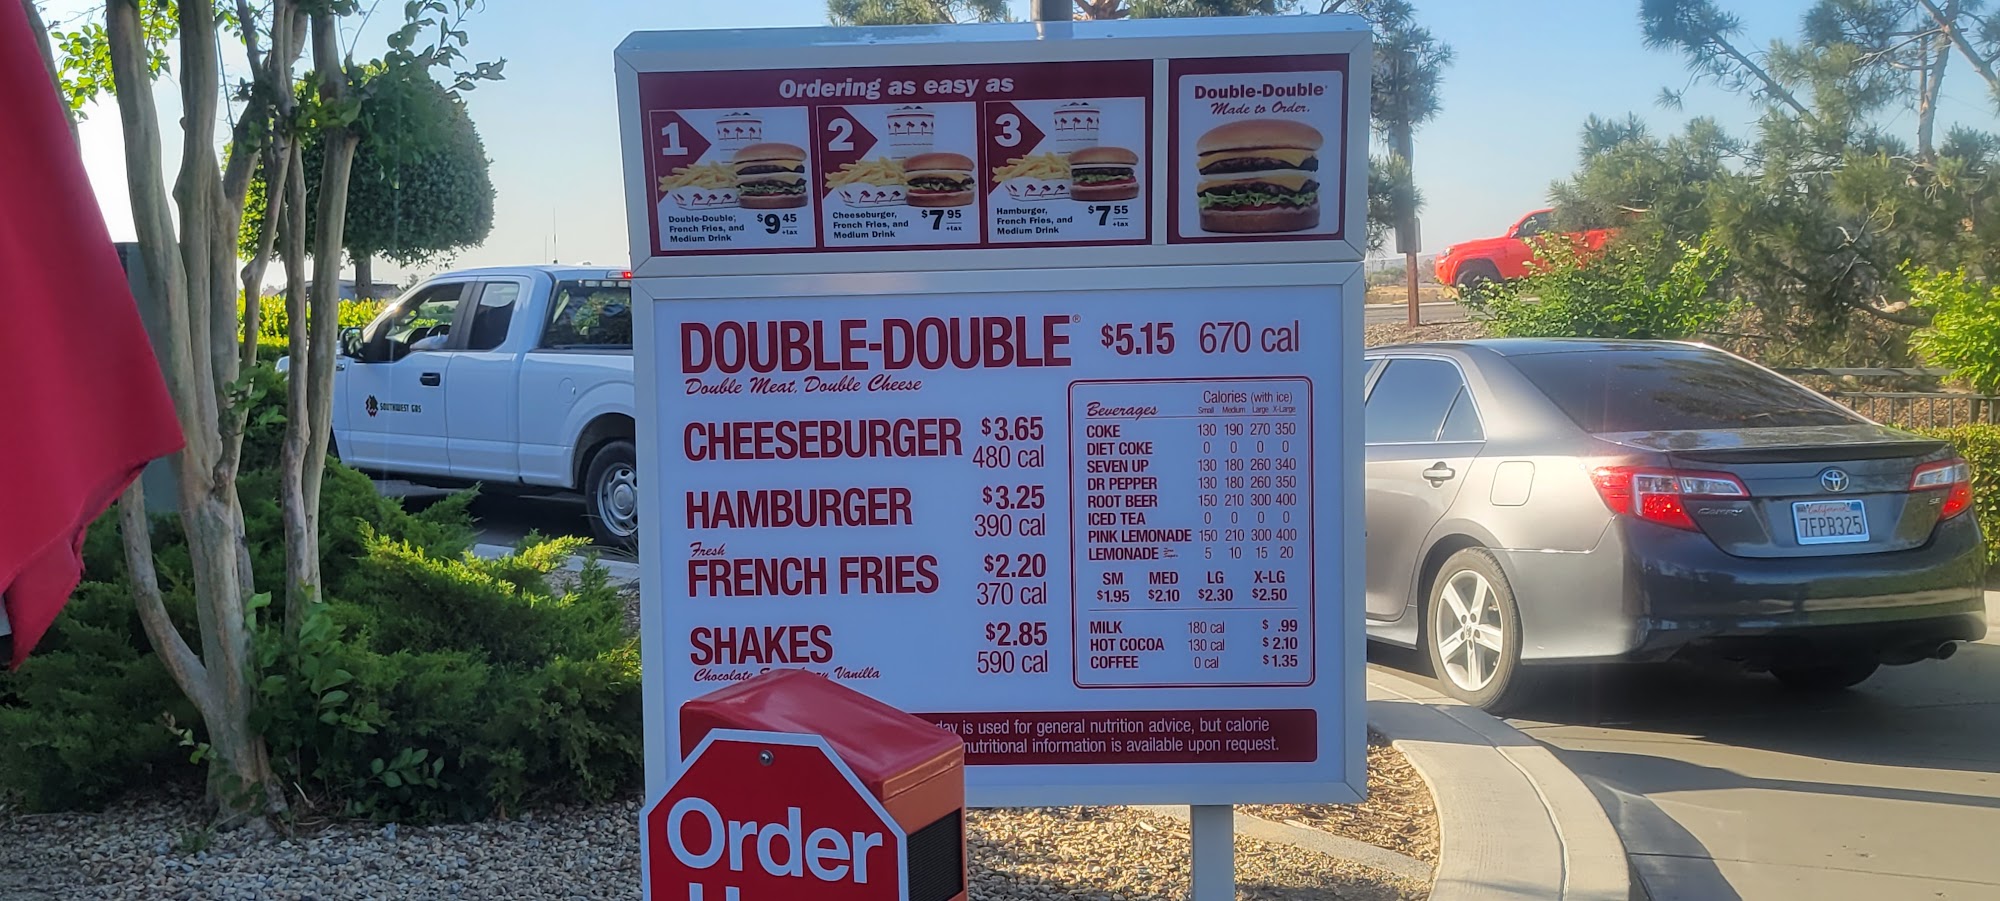 Ordering as easy as
1
Double-Double,
French Fries, and
Medium Drink
$9 45
+tax
2
Cheeseburger,
French Fries, and
Medium Drink
$7 95
+tax
3
Hamburger,
French Fries, and
Medium Drink
$7 55
+tax
Double-Double®
Made to Order.
DOUBLE-DOUBLE® $5.15 670 cal
Double Meat, Double Cheese
CHEESEBURGER $3.65
480 cal
HAMBURGER $3.25
390 cal
Fresh
FRENCH FRIES $2.20
370 cal
SHAKES $2.85
590 cal
Chocolate Vanilla
Beverages Calories (with ice)
Small Medium Large X-Large
COKE 130 190 270 350
DIET COKE 0 0 0 0
SEVEN UP 130 180 260 340
DR PEPPER 130 180 260 350
ROOT BEER 150 210 300 400
ICED TEA 0 0 0 0
PINK LEMONADE 150 210 300 400
LEMONADE 5 10 15 20
SM MED LG X-LG
$1.95 $2.10 $2.30 $2.50
MILK 180 cal $ .99
HOT COCOA 130 cal $2.10
COFFEE 0 cal $1.35
day is used for general nutrition advice, but calorie
nutritional information is available upon request.
Order
SOUTHWEST GAS
TOYOTA CAMRY SE
California
7FPB325